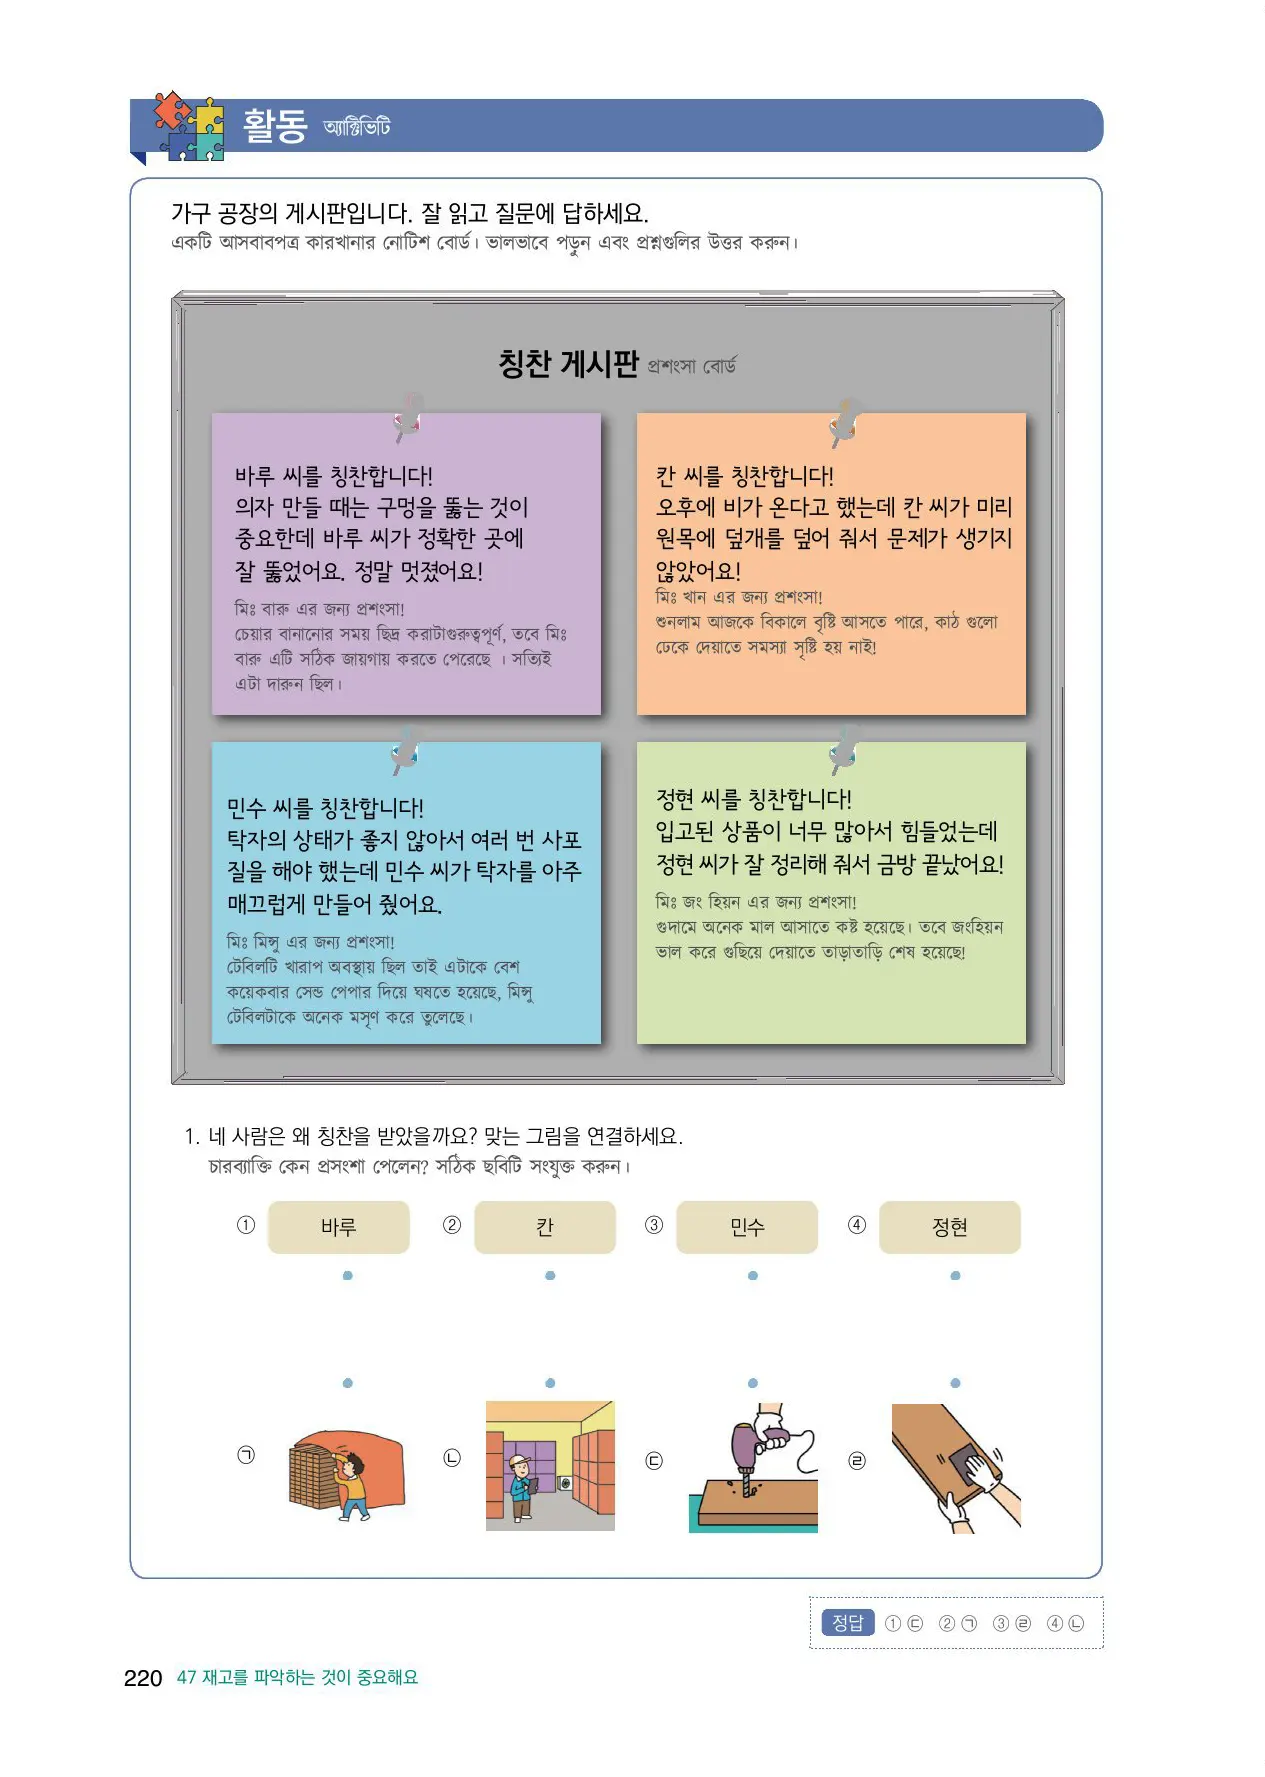 활동 অ্যাক্টিভিটি
가구 공장의 게시판입니다. 잘 읽고 질문에 답하세요.
একটি আসবাবপত্র কারখানার নোটিশ বোর্ড। ভালভাবে পড়ুন এবং প্রশ্নগুলির উত্তর করুন।
칭찬 게시판 প্রশংসা বোর্ড
바루 씨를 칭찬합니다!
의자 만들 때는 구멍을 뚫는 것이
중요한데 바루 씨가 정확한 곳에
잘 뚫었어요. 정말 멋졌어요!
মিঃ বারু এর জন্য প্রশংসা!
চেয়ার বানানোর সময় ছিদ্র করাটাগুরুত্বপূর্ণ, তবে মিঃ
বারু এটি সঠিক জায়গায় করতে পেরেছে । সত্যিই
এটা দারুন ছিল।
칸 씨를 칭찬합니다!
오후에 비가 온다고 했는데 칸 씨가 미리
원목에 덮개를 덮어 줘서 문제가 생기지
않았어요!
মিঃ খান এর জন্য প্রশংসা!
শুনলাম আজকে বিকালে বৃষ্টি আসতে পারে, কাঠ গুলো
ঢেকে দেয়াতে সমস্যা সৃষ্টি হয় নাই!
민수 씨를 칭찬합니다!
탁자의 상태가 좋지 않아서 여러 번 사포
질을 해야 했는데 민수 씨가 탁자를 아주
매끄럽게 만들어 줬어요.
মিঃ মিন্সু এর জন্য প্রশংসা!
টেবিলটি খারাপ অবস্থায় ছিল তাই এটাকে বেশ
কয়েকবার সেন্ড পেপার দিয়ে ঘষতে হয়েছে, মিন্সু
টেবিলটাকে অনেক মসৃণ করে তুলেছে।
정현 씨를 칭찬합니다!
입고된 상품이 너무 많아서 힘들었는데
정현 씨가 잘 정리해 줘서 금방 끝났어요!
মিঃ জং হিয়ন এর জন্য প্রশংসা!
গুদামে অনেক মাল আসাতে কষ্ট হয়েছে। তবে জংহিয়ন
ভাল করে গুছিয়ে দেয়াতে তাড়াতাড়ি শেষ হয়েছে!
1. 네 사람은 왜 칭찬을 받았을까요? 맞는 그림을 연결하세요.
চারব্যাক্তি কেন প্রসংশা পেলেন? সঠিক ছবিটি সংযুক্ত করুন।
① 바루 ② 칸 ③ 민수 ④ 정현
㉠ ㉡ ㉢ ㉣
정답 ①㉢ ②㉠ ③㉣ ④㉡
220 47 재고를 파악하는 것이 중요해요